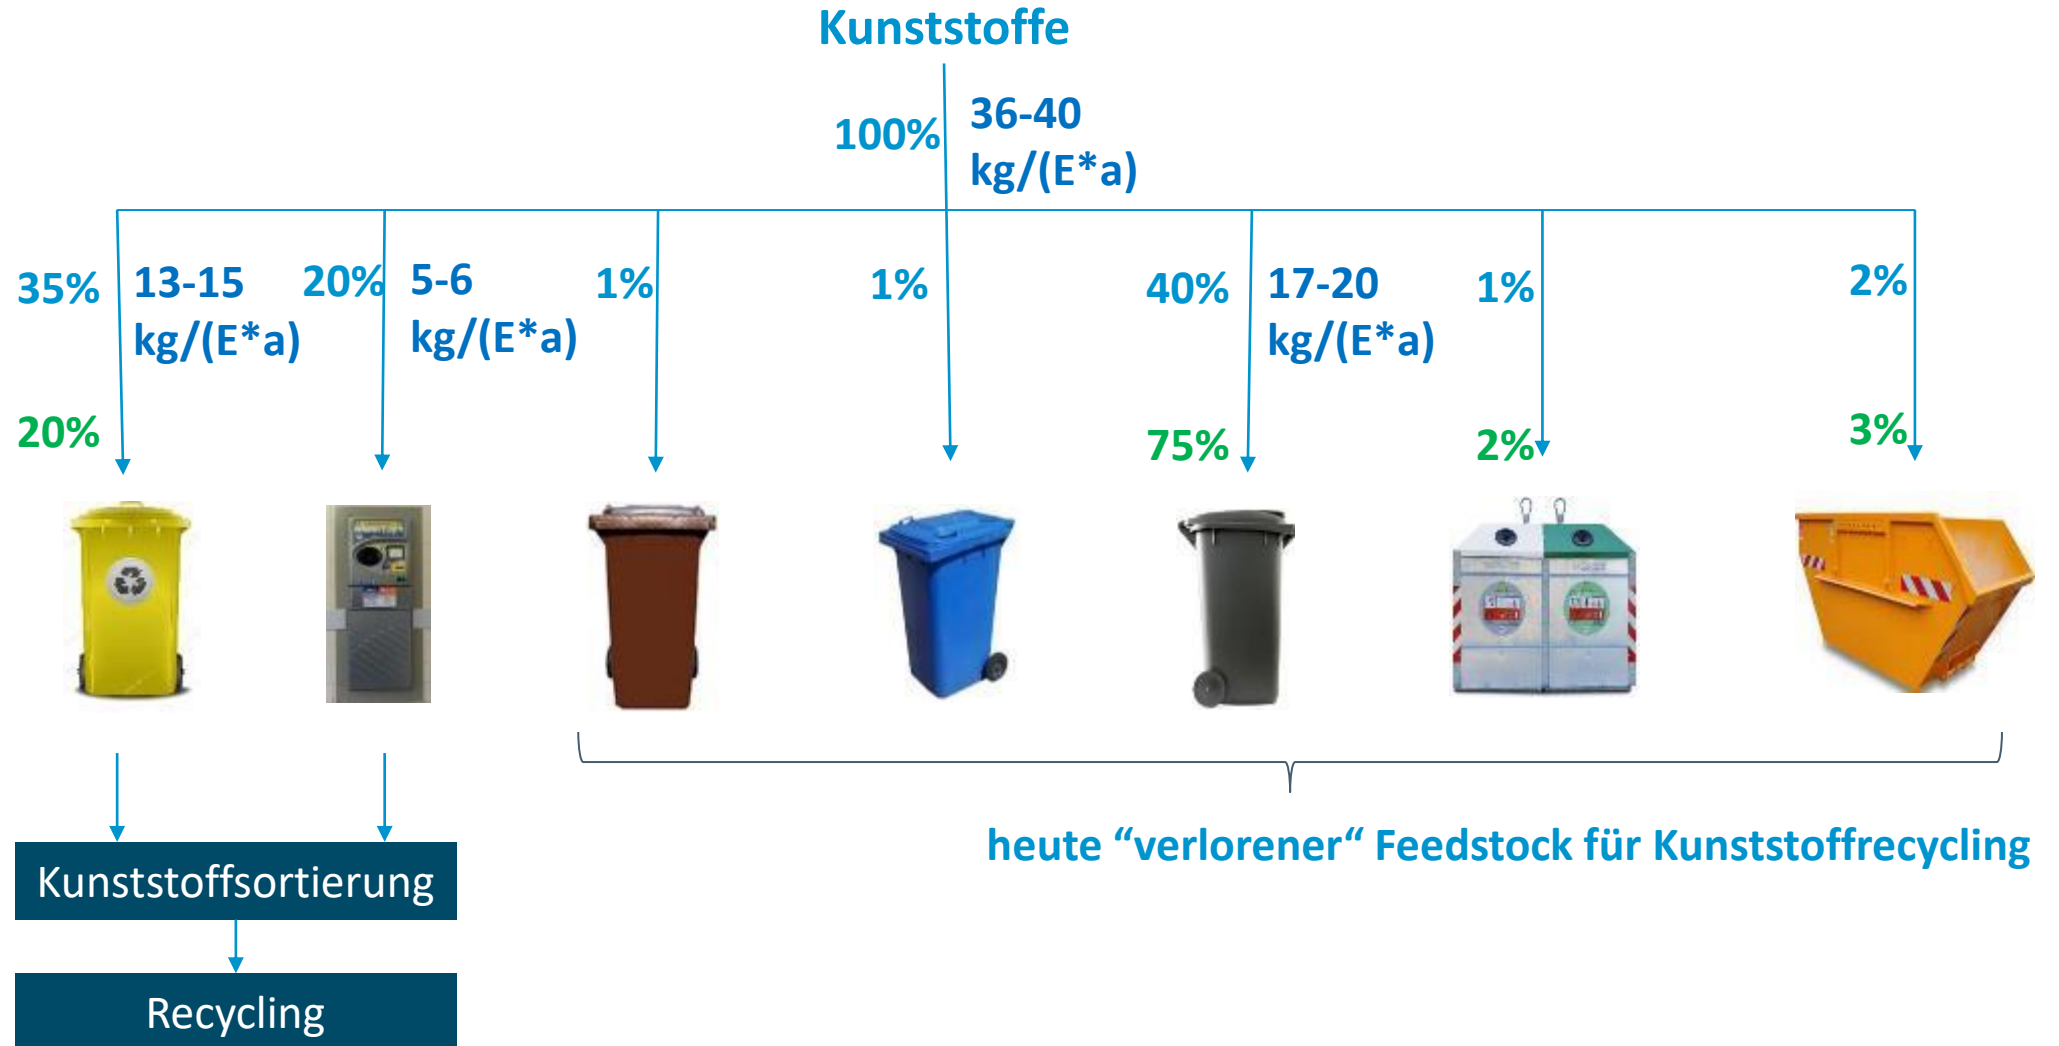 Kunststoffe
100%
36-40
kg/(E*a)
35%
13-15
kg/(E*a)
20%
5-6
kg/(E*a)
1%
1%
40%
17-20
kg/(E*a)
1%
2%
20%
75%
2%
3%
heute “verlorener“ Feedstock für Kunststoffrecycling
Kunststoffsortierung
Recycling